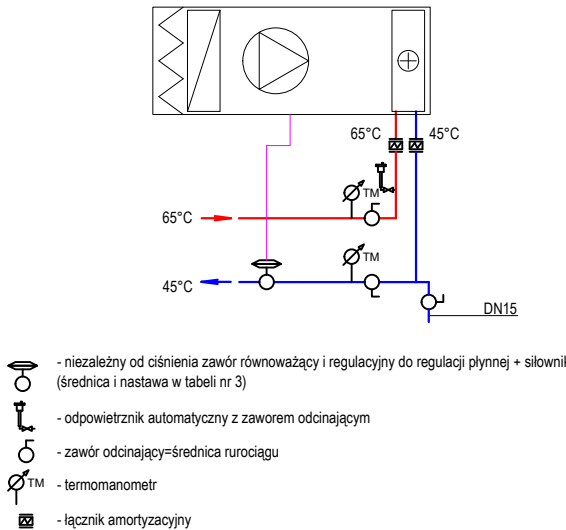 65°C 45°C
TM
65°C
TM
45°C
DN15
- niezależny od ciśnienia zawór równoważący i regulacyjny do regulacji płynnej + siłownik
(średnica i nastawa w tabeli nr 3)
- odpowietrznik automatyczny z zaworem odcinającym
- zawór odcinający=średnica rurociągu
TM - termomanometr
- łącznik amortyzacyjny